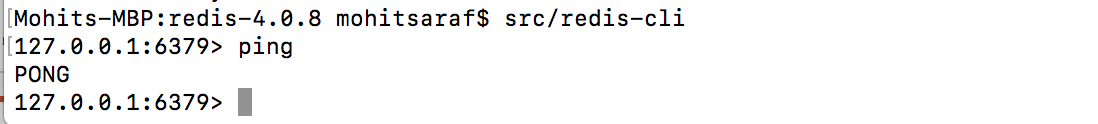 [Mohits-MBP:redis-4.0.8 mohitsaraf$ src/redis-cli
[127.0.0.1:6379> ping
PONG
127.0.0.1:6379>